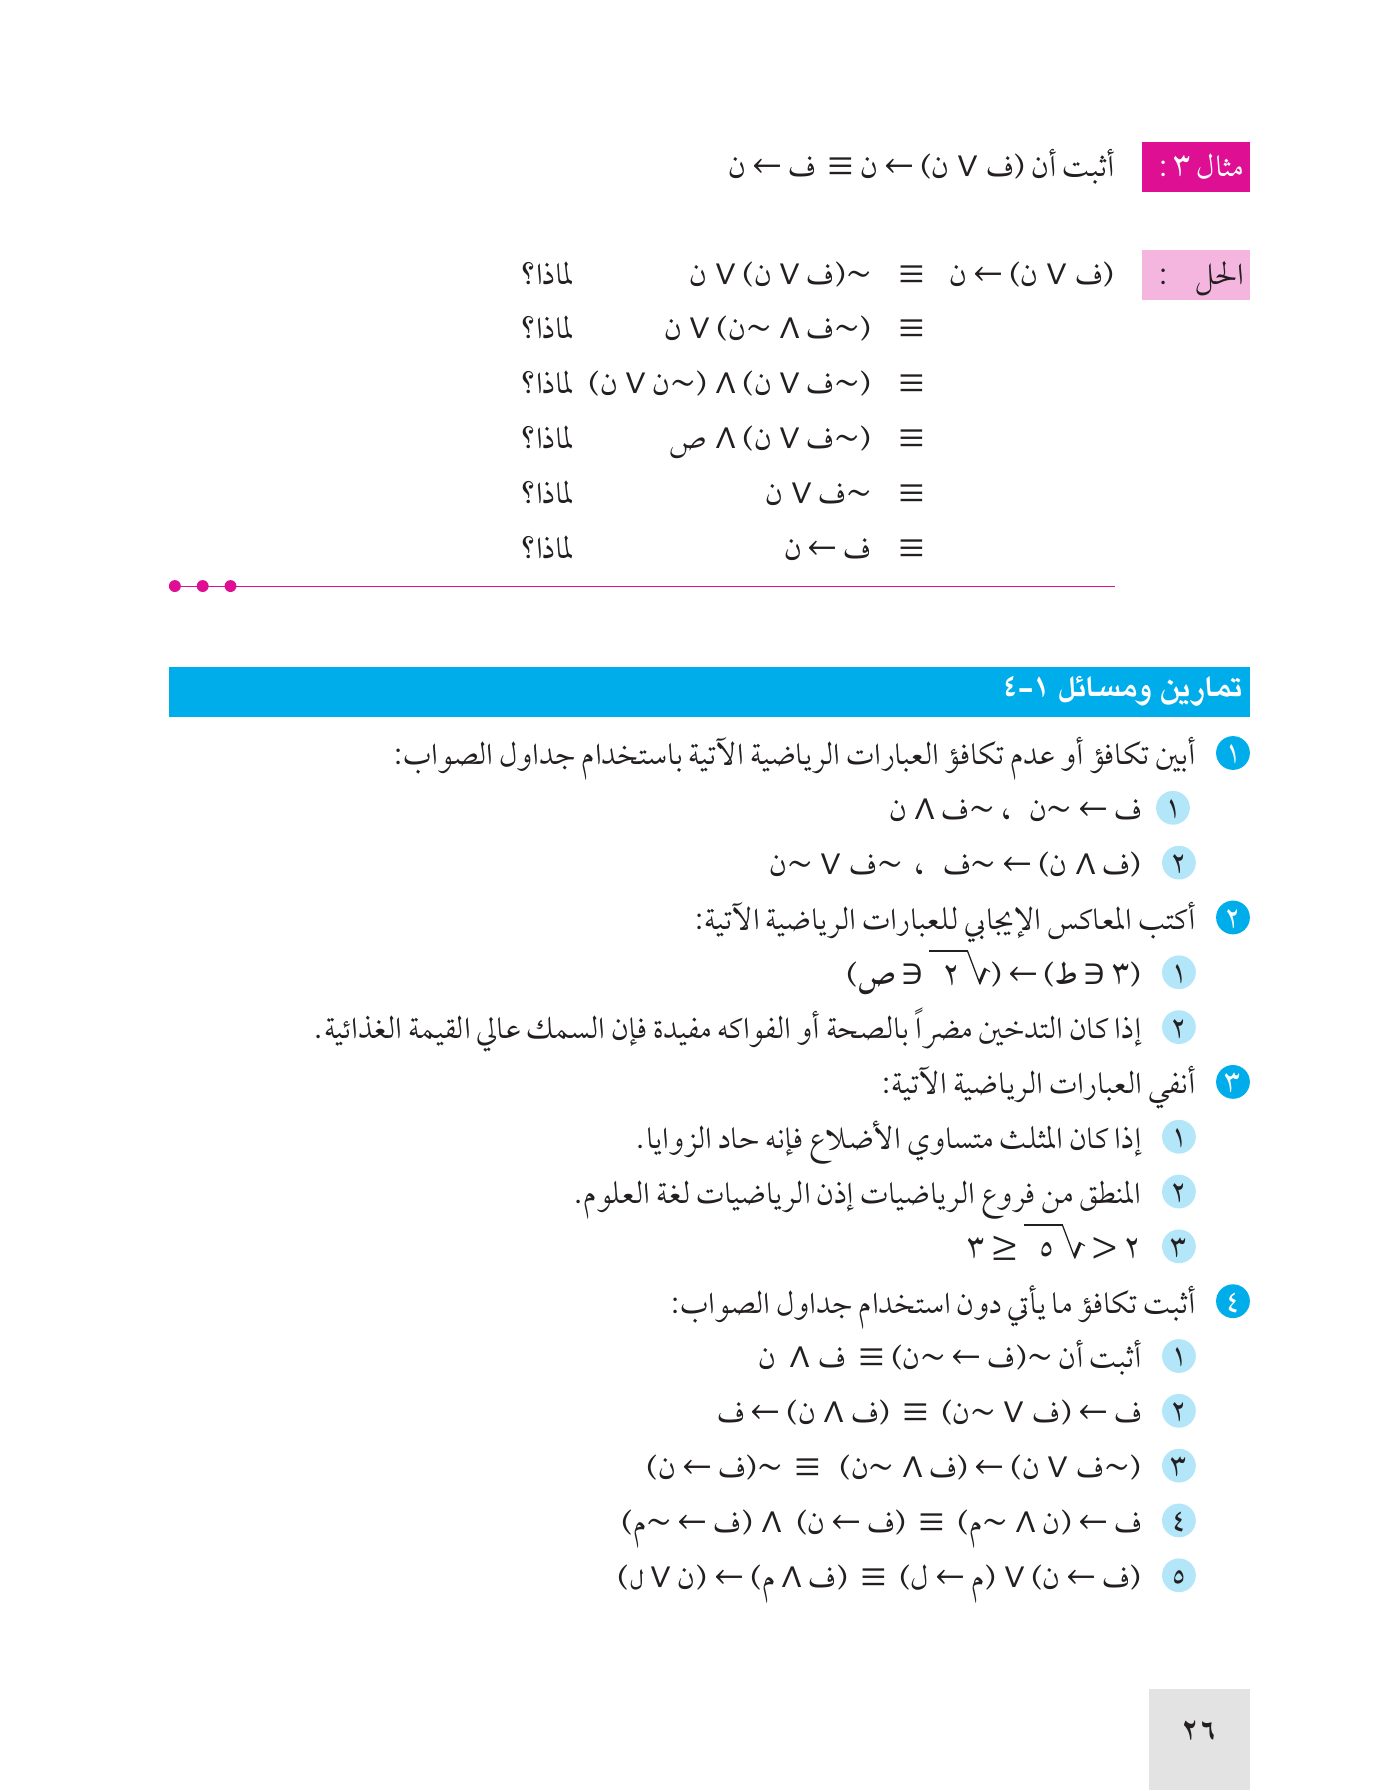 مثال ٣ : أثبت أن (ف ∨ ن) ← ن ≡ ف ← ن
الحل : (ف ∨ ن) ← ن ≡ ~(ف ∨ ن) ∨ ن لماذا؟
≡ (~ف ∧ ~ن) ∨ ن لماذا؟
≡ (~ف ∨ ن) ∧ (~ن ∨ ن) لماذا؟
≡ (~ف ∨ ن) ∧ ص لماذا؟
≡ ~ف ∨ ن لماذا؟
≡ ف ← ن لماذا؟
تمارين ومسائل ١-٤
١ أبين تكافؤ أو عدم تكافؤ العبارات الرياضية الآتية باستخدام جداول الصواب:
١ ف ← ~ن ، ~ف ∧ ن
٢ (ف ∧ ن) ← ~ف ، ~ف ∨ ~ن
٢ أكتب المعاكس الإيجابي للعبارات الرياضية الآتية:
١ (٣ ∋ ط) ← (√٢ ∋ ص)
٢ إذا كان التدخين مضراً بالصحة أو الفواكه مفيدة فإن السمك عالي القيمة الغذائية.
٣ أنفي العبارات الرياضية الآتية:
١ إذا كان المثلث متساوي الأضلاع فإنه حاد الزوايا.
٢ المنطق من فروع الرياضيات إذن الرياضيات لغة العلوم.
٣ ٢ > √٥ ≥ ٣
٤ أثبت تكافؤ ما يأتي دون استخدام جداول الصواب:
١ أثبت أن ~(ف ← ~ن) ≡ ف ∧ ن
٢ ف ← (ف ∨ ~ن) ≡ (ف ∧ ن) ← ف
٣ (~ف ∨ ن) ← (ف ∧ ~ن) ≡ ~(ف ← ن)
٤ ف ← (ن ∧ ~م) ≡ (ف ← ن) ∧ (ف ← ~م)
٥ (ف ← ن) ∨ (م ← ل) ≡ (ف ∧ م) ← (ن ∨ ل)
٢٦